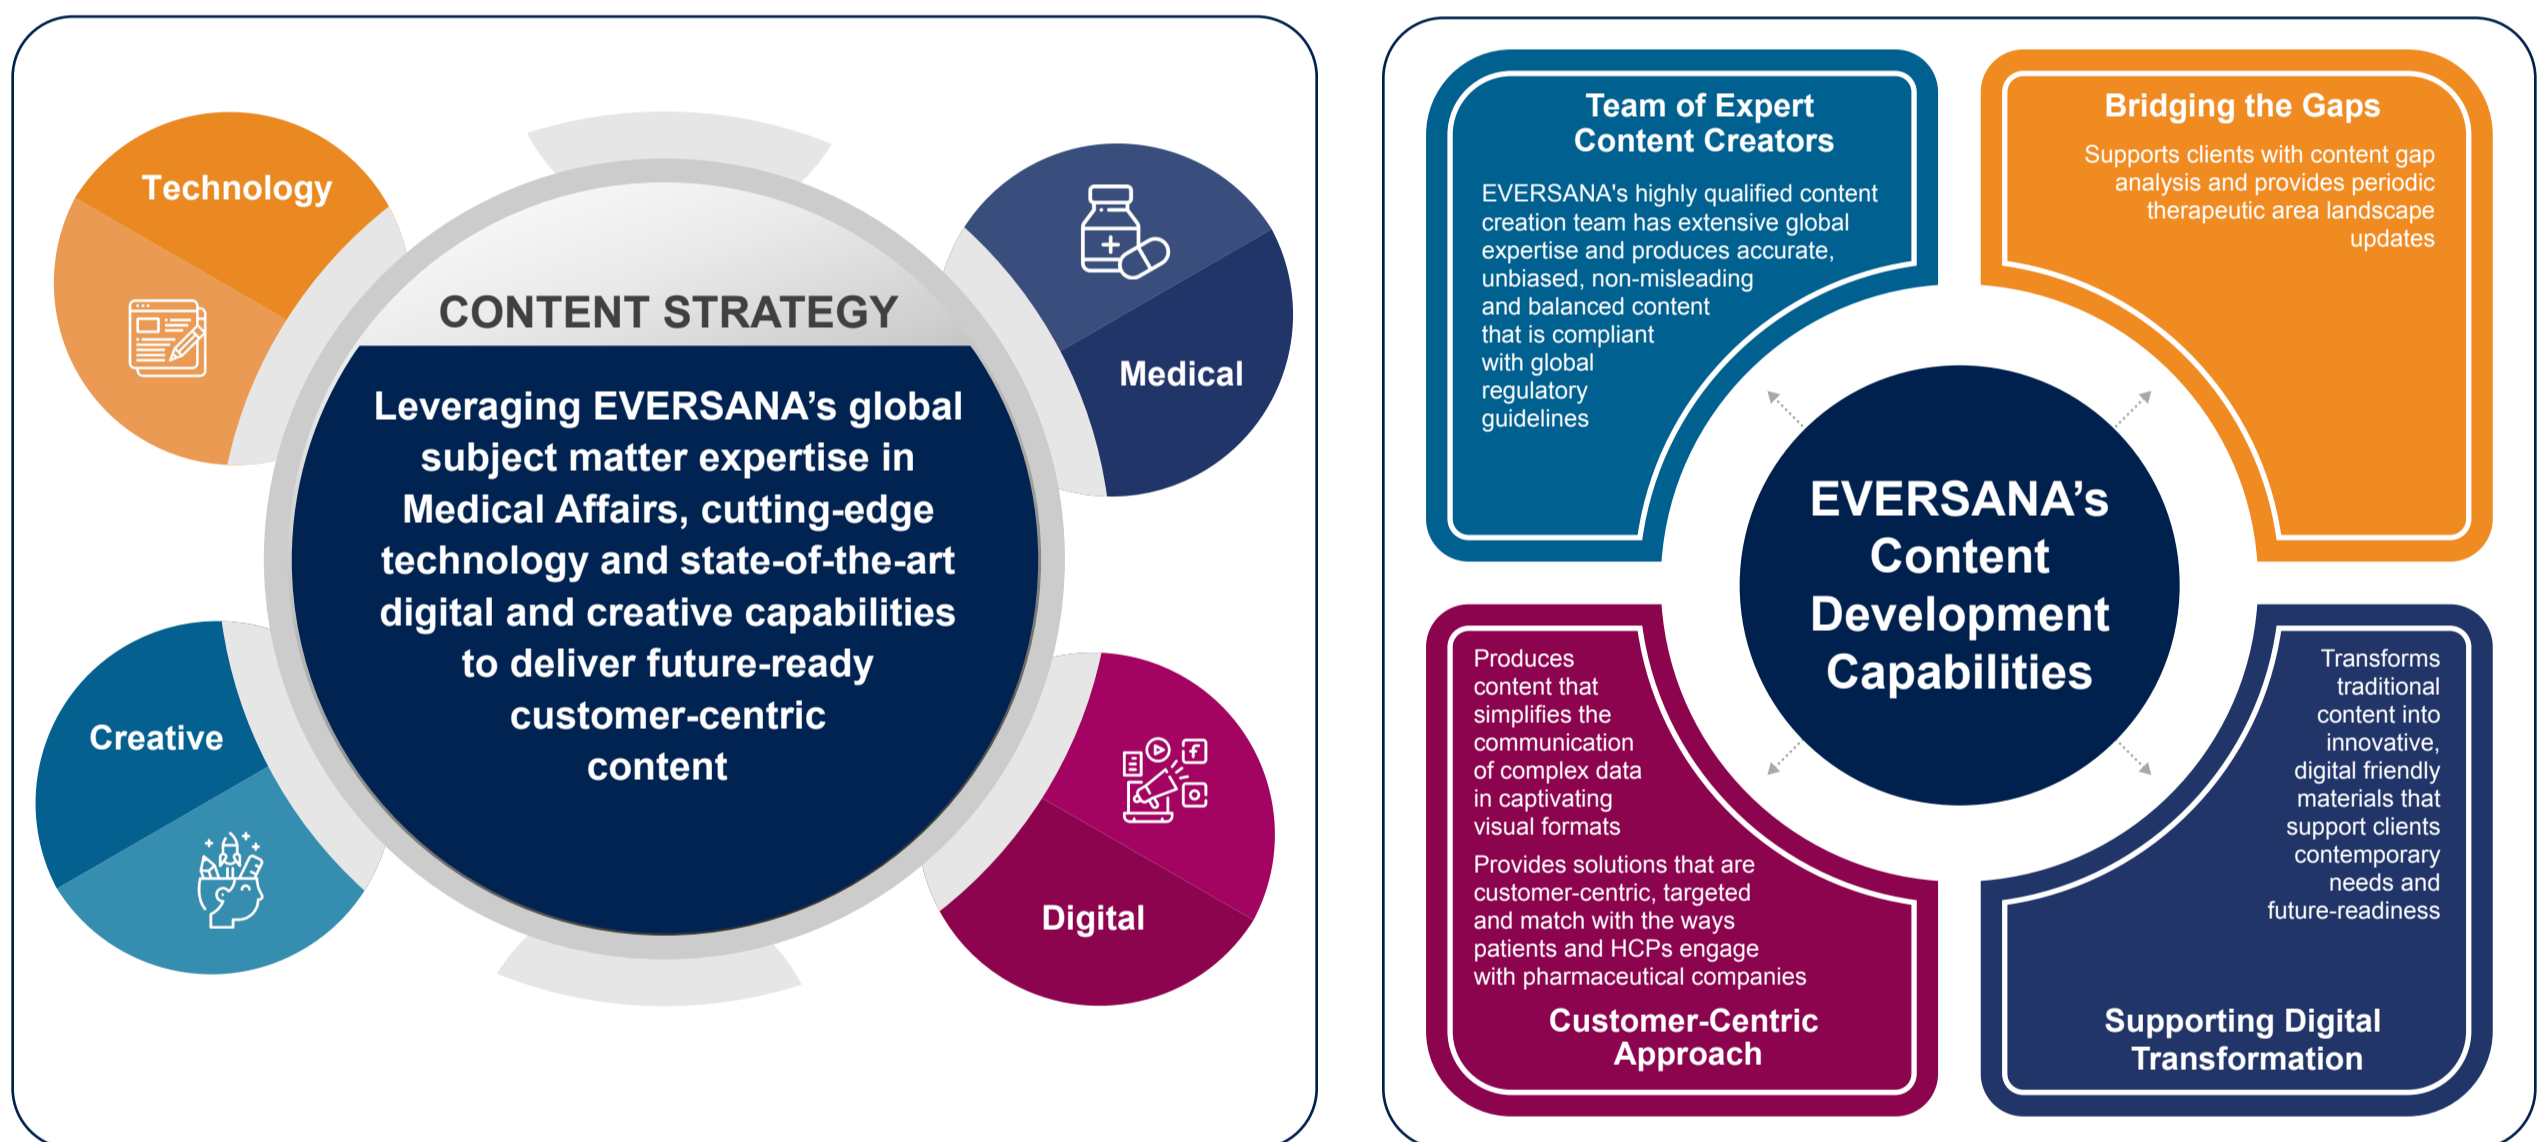 Technology
Medical
CONTENT STRATEGY
Leveraging EVERSANA’s global
subject matter expertise in
Medical Affairs, cutting-edge
technology and state-of-the-art
digital and creative capabilities
to deliver future-ready
customer-centric
content
Creative
Digital
Team of Expert
Content Creators
EVERSANA's highly qualified content
creation team has extensive global
expertise and produces accurate,
unbiased, non-misleading
and balanced content
that is compliant
with global
regulatory
guidelines
Bridging the Gaps
Supports clients with content gap
analysis and provides periodic
therapeutic area landscape
updates
EVERSANA’s
Content
Development
Capabilities
Produces
content that
simplifies the
communication
of complex data
in captivating
visual formats
Provides solutions that are
customer-centric, targeted
and match with the ways
patients and HCPs engage
with pharmaceutical companies
Customer-Centric
Approach
Transforms
traditional
content into
innovative,
digital friendly
materials that
support clients
contemporary
needs and
future-readiness
Supporting Digital
Transformation